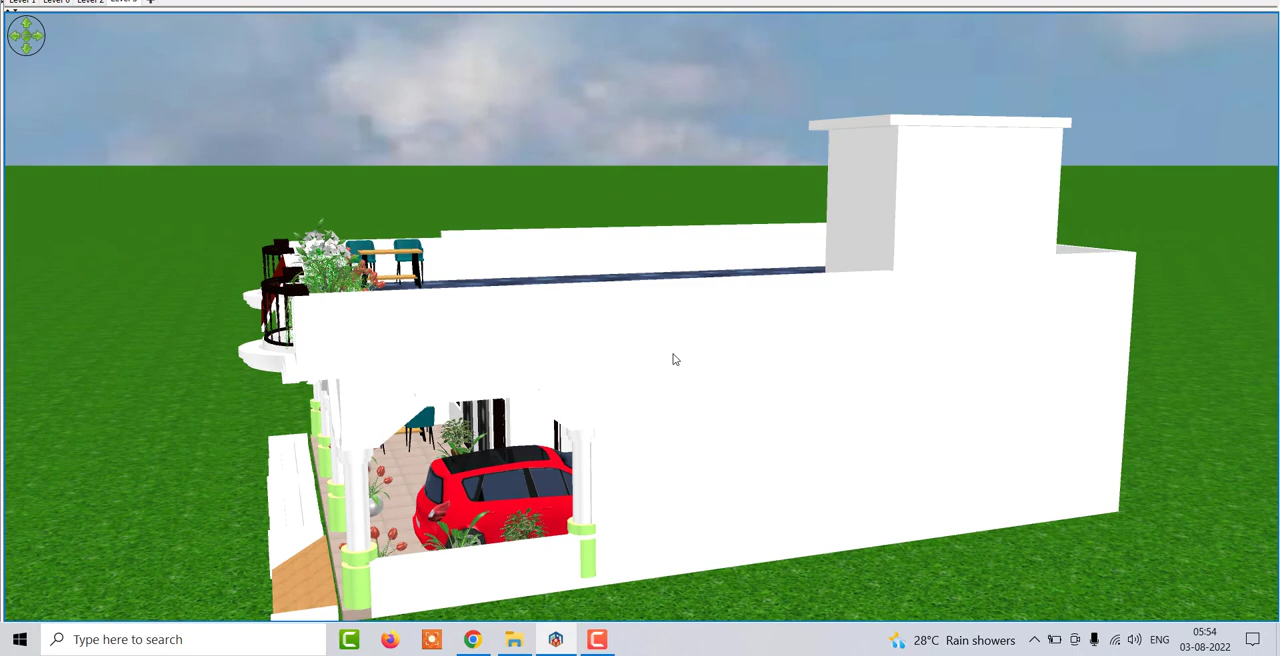 Type here to search
28°C Rain showers
ENG
05:54
03-08-2022